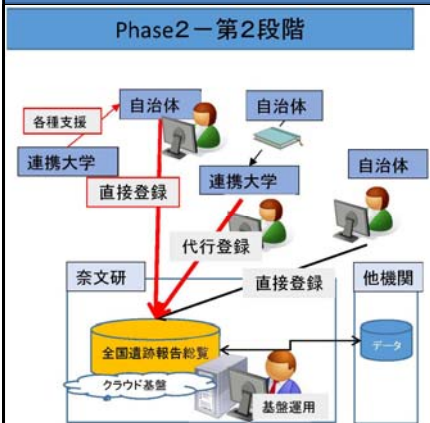 Phase2－第2段階
自治体
自治体
各種支援
自治体
連携大学
連携大学
直接登録
代行登録
奈文研
直接登録
他機関
全国遺跡報告総覧
データ
クラウド基盤
基盤運用